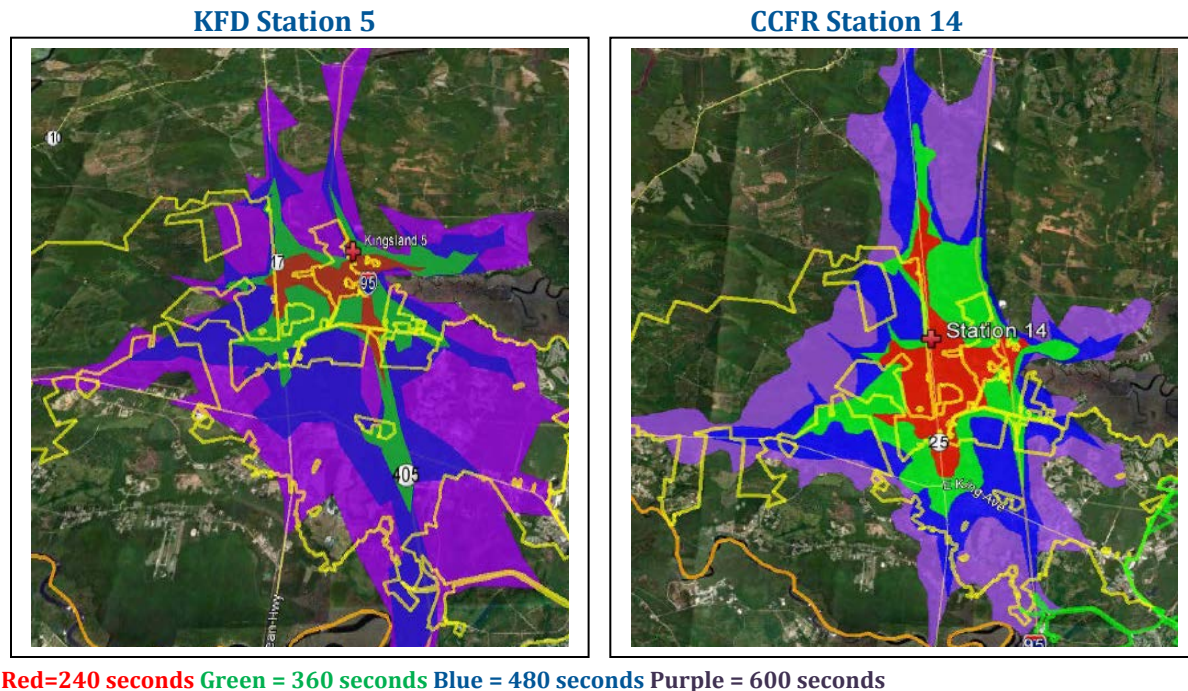 KFD Station 5
CCFR Station 14
17
Kingsland 5
95
405
Station 14
25
E King Ave
95
Red=240 seconds Green = 360 seconds Blue = 480 seconds Purple = 600 seconds